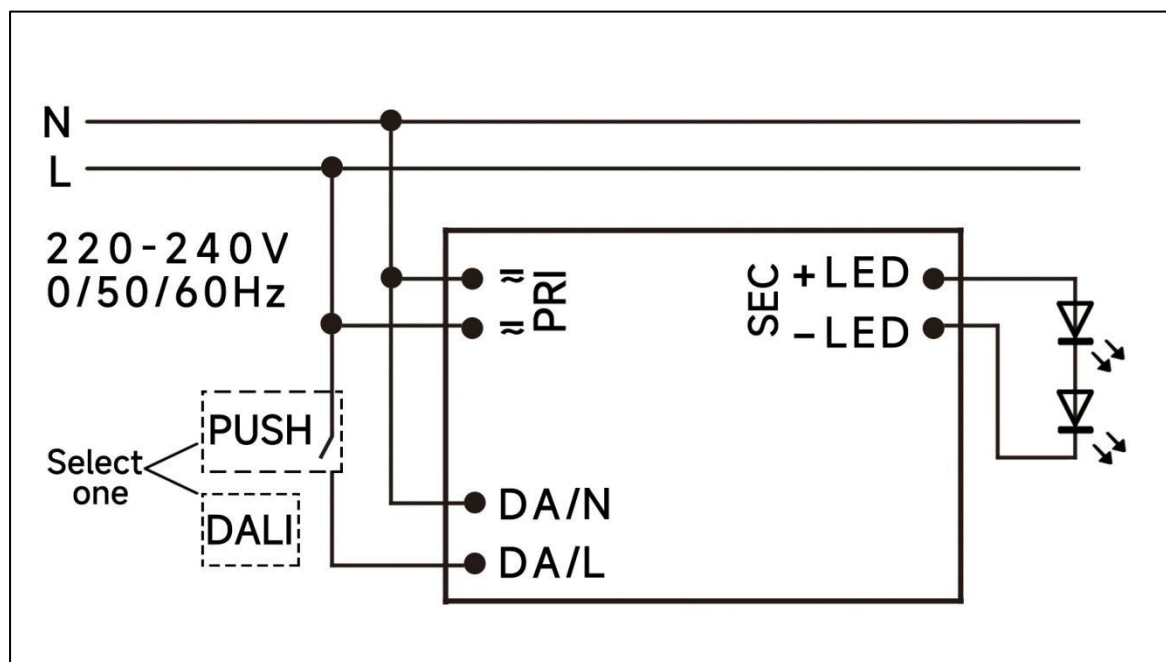 N
L
220-240V
0/50/60Hz
PRI
SEC
+LED
-LED
PUSH
Select
one
DALI
DA/N
DA/L